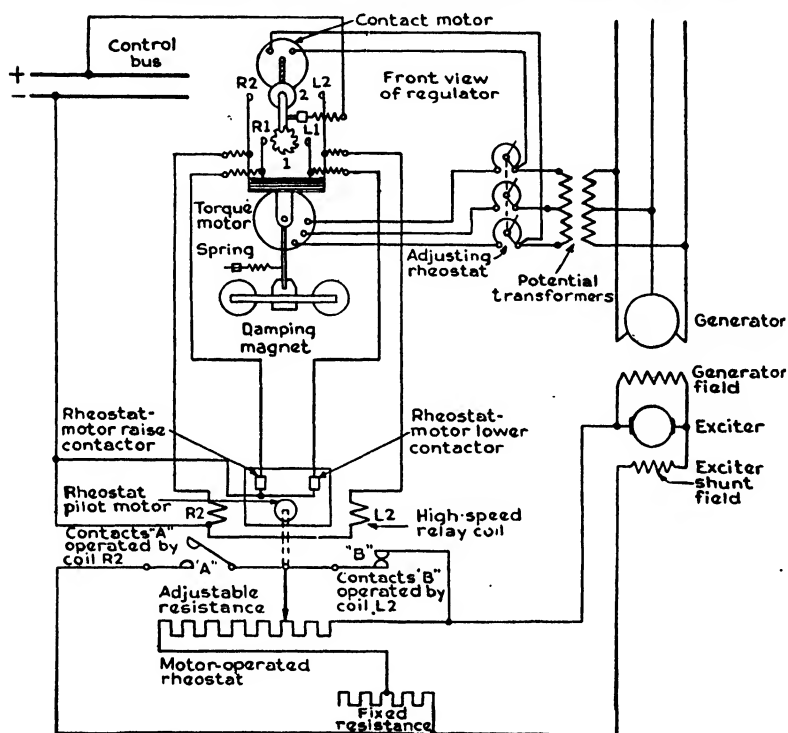 Contact motor
Control
bus
+
-
R2
L2
2
Front view
of regulator
R1
L1
1
Torque
motor
Spring
Adjusting
rheostat
Potential
transformers
Damping
magnet
Generator
Generator
field
Exciter
Exciter
shunt
field
Rheostat-
motor raise
contactor
Rheostat-
motor lower
contactor
Rheostat
pilot motor
R2
L2
High-speed
relay coil
Contacts "A"
operated by
coil R2
"A"
"B"
Contacts "B"
operated by
coil L2
Adjustable
resistance
Motor-operated
rheostat
Fixed
resistance